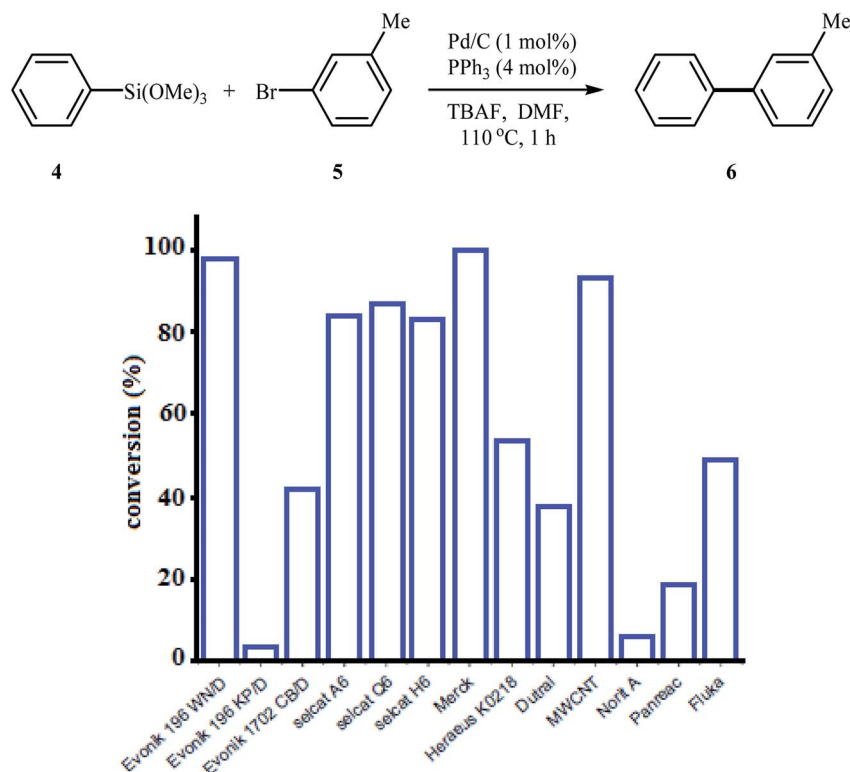 Me
Me
Pd/C (1 mol%)
PPh3 (4 mol%)
Si(OMe)3 + Br
TBAF, DMF,
110 °C, 1 h
4 5 6
conversion (%)
100
80
60
40
20
0
Evonik 196 WN/D
Evonik 196 KP/D
Evonik 1702 CB/D
selcat A6
selcat Q6
selcat H6
Merck
Heraeus K0218
Dutral
MWCNT
Norit A
Panreac
Fluka